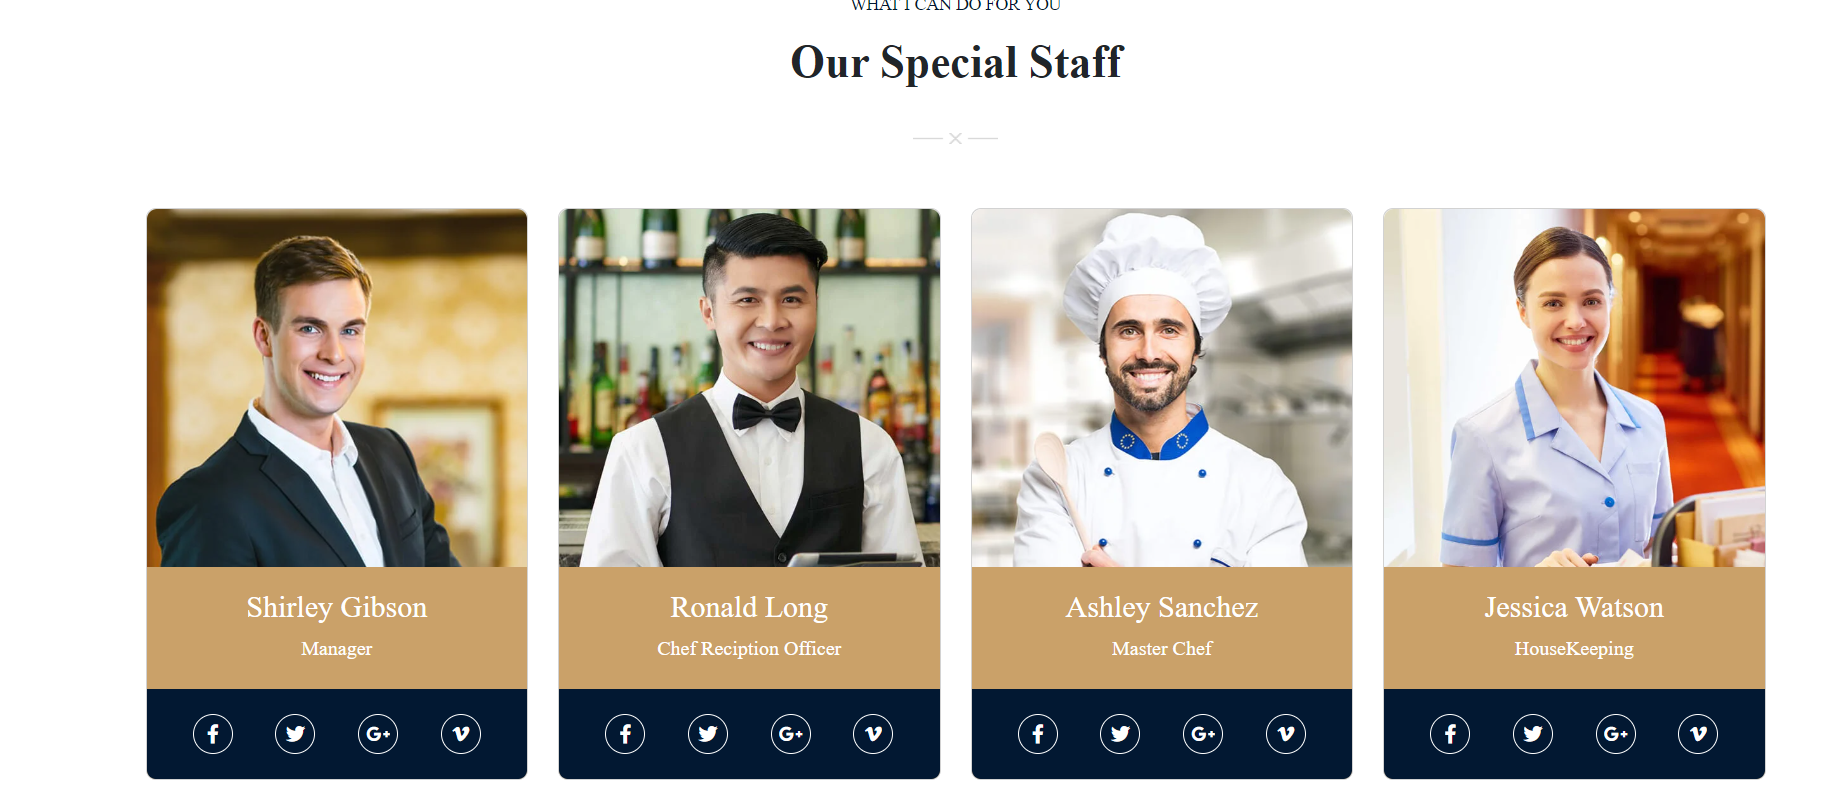 WHAT I CAN DO FOR YOU
Our Special Staff
Shirley Gibson
Manager
Ronald Long
Chef Reciption Officer
Ashley Sanchez
Master Chef
Jessica Watson
HouseKeeping